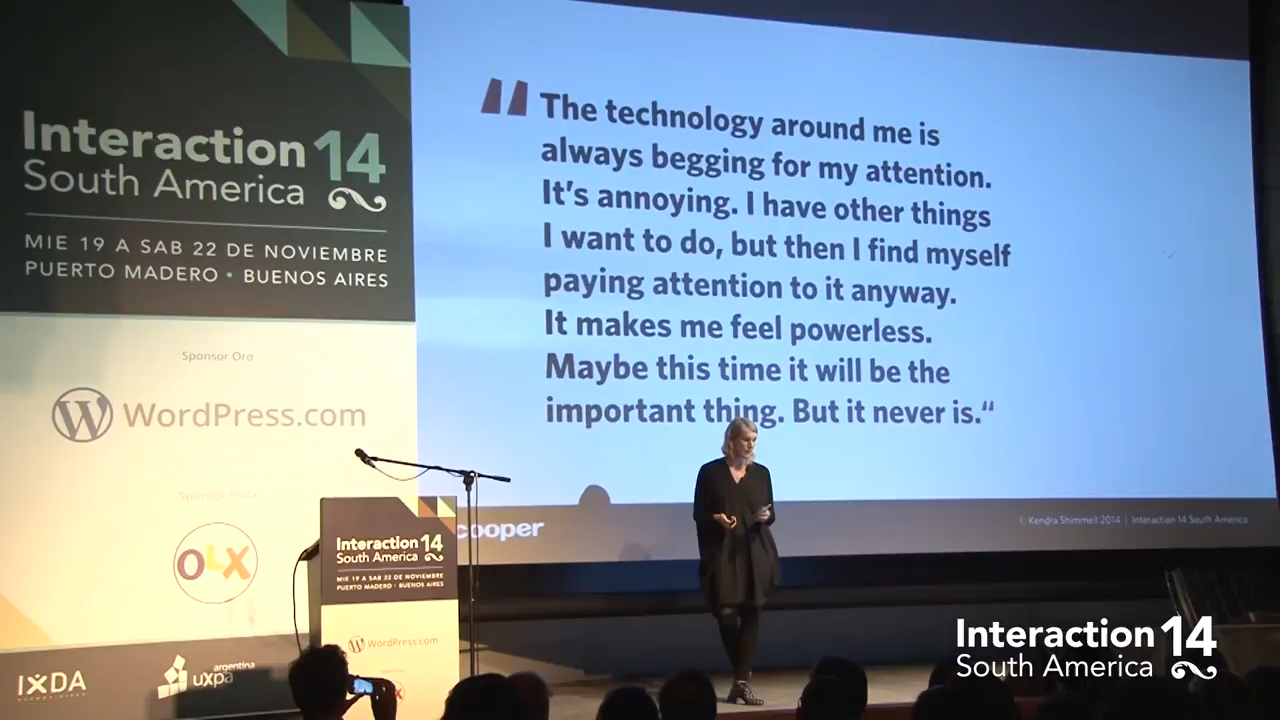 Interaction 14
South America
MIE 19 A SAB 22 DE NOVIEMBRE
PUERTO MADERO • BUENOS AIRES
Sponsor Oro
WordPress.com
Sponsor Plata
OLX
IXDA
BUENOS AIRES
argentina
uxpa
"The technology around me is
always begging for my attention.
It's annoying. I have other things
I want to do, but then I find myself
paying attention to it anyway.
It makes me feel powerless.
Maybe this time it will be the
important thing. But it never is."
cooper
© Kendra Shimmell 2014 | Interaction 14 South America
Interaction 14
South America
MIE 19 A SAB 22 DE NOVIEMBRE
PUERTO MADERO • BUENOS AIRES
WordPress.com
Interaction 14
South America